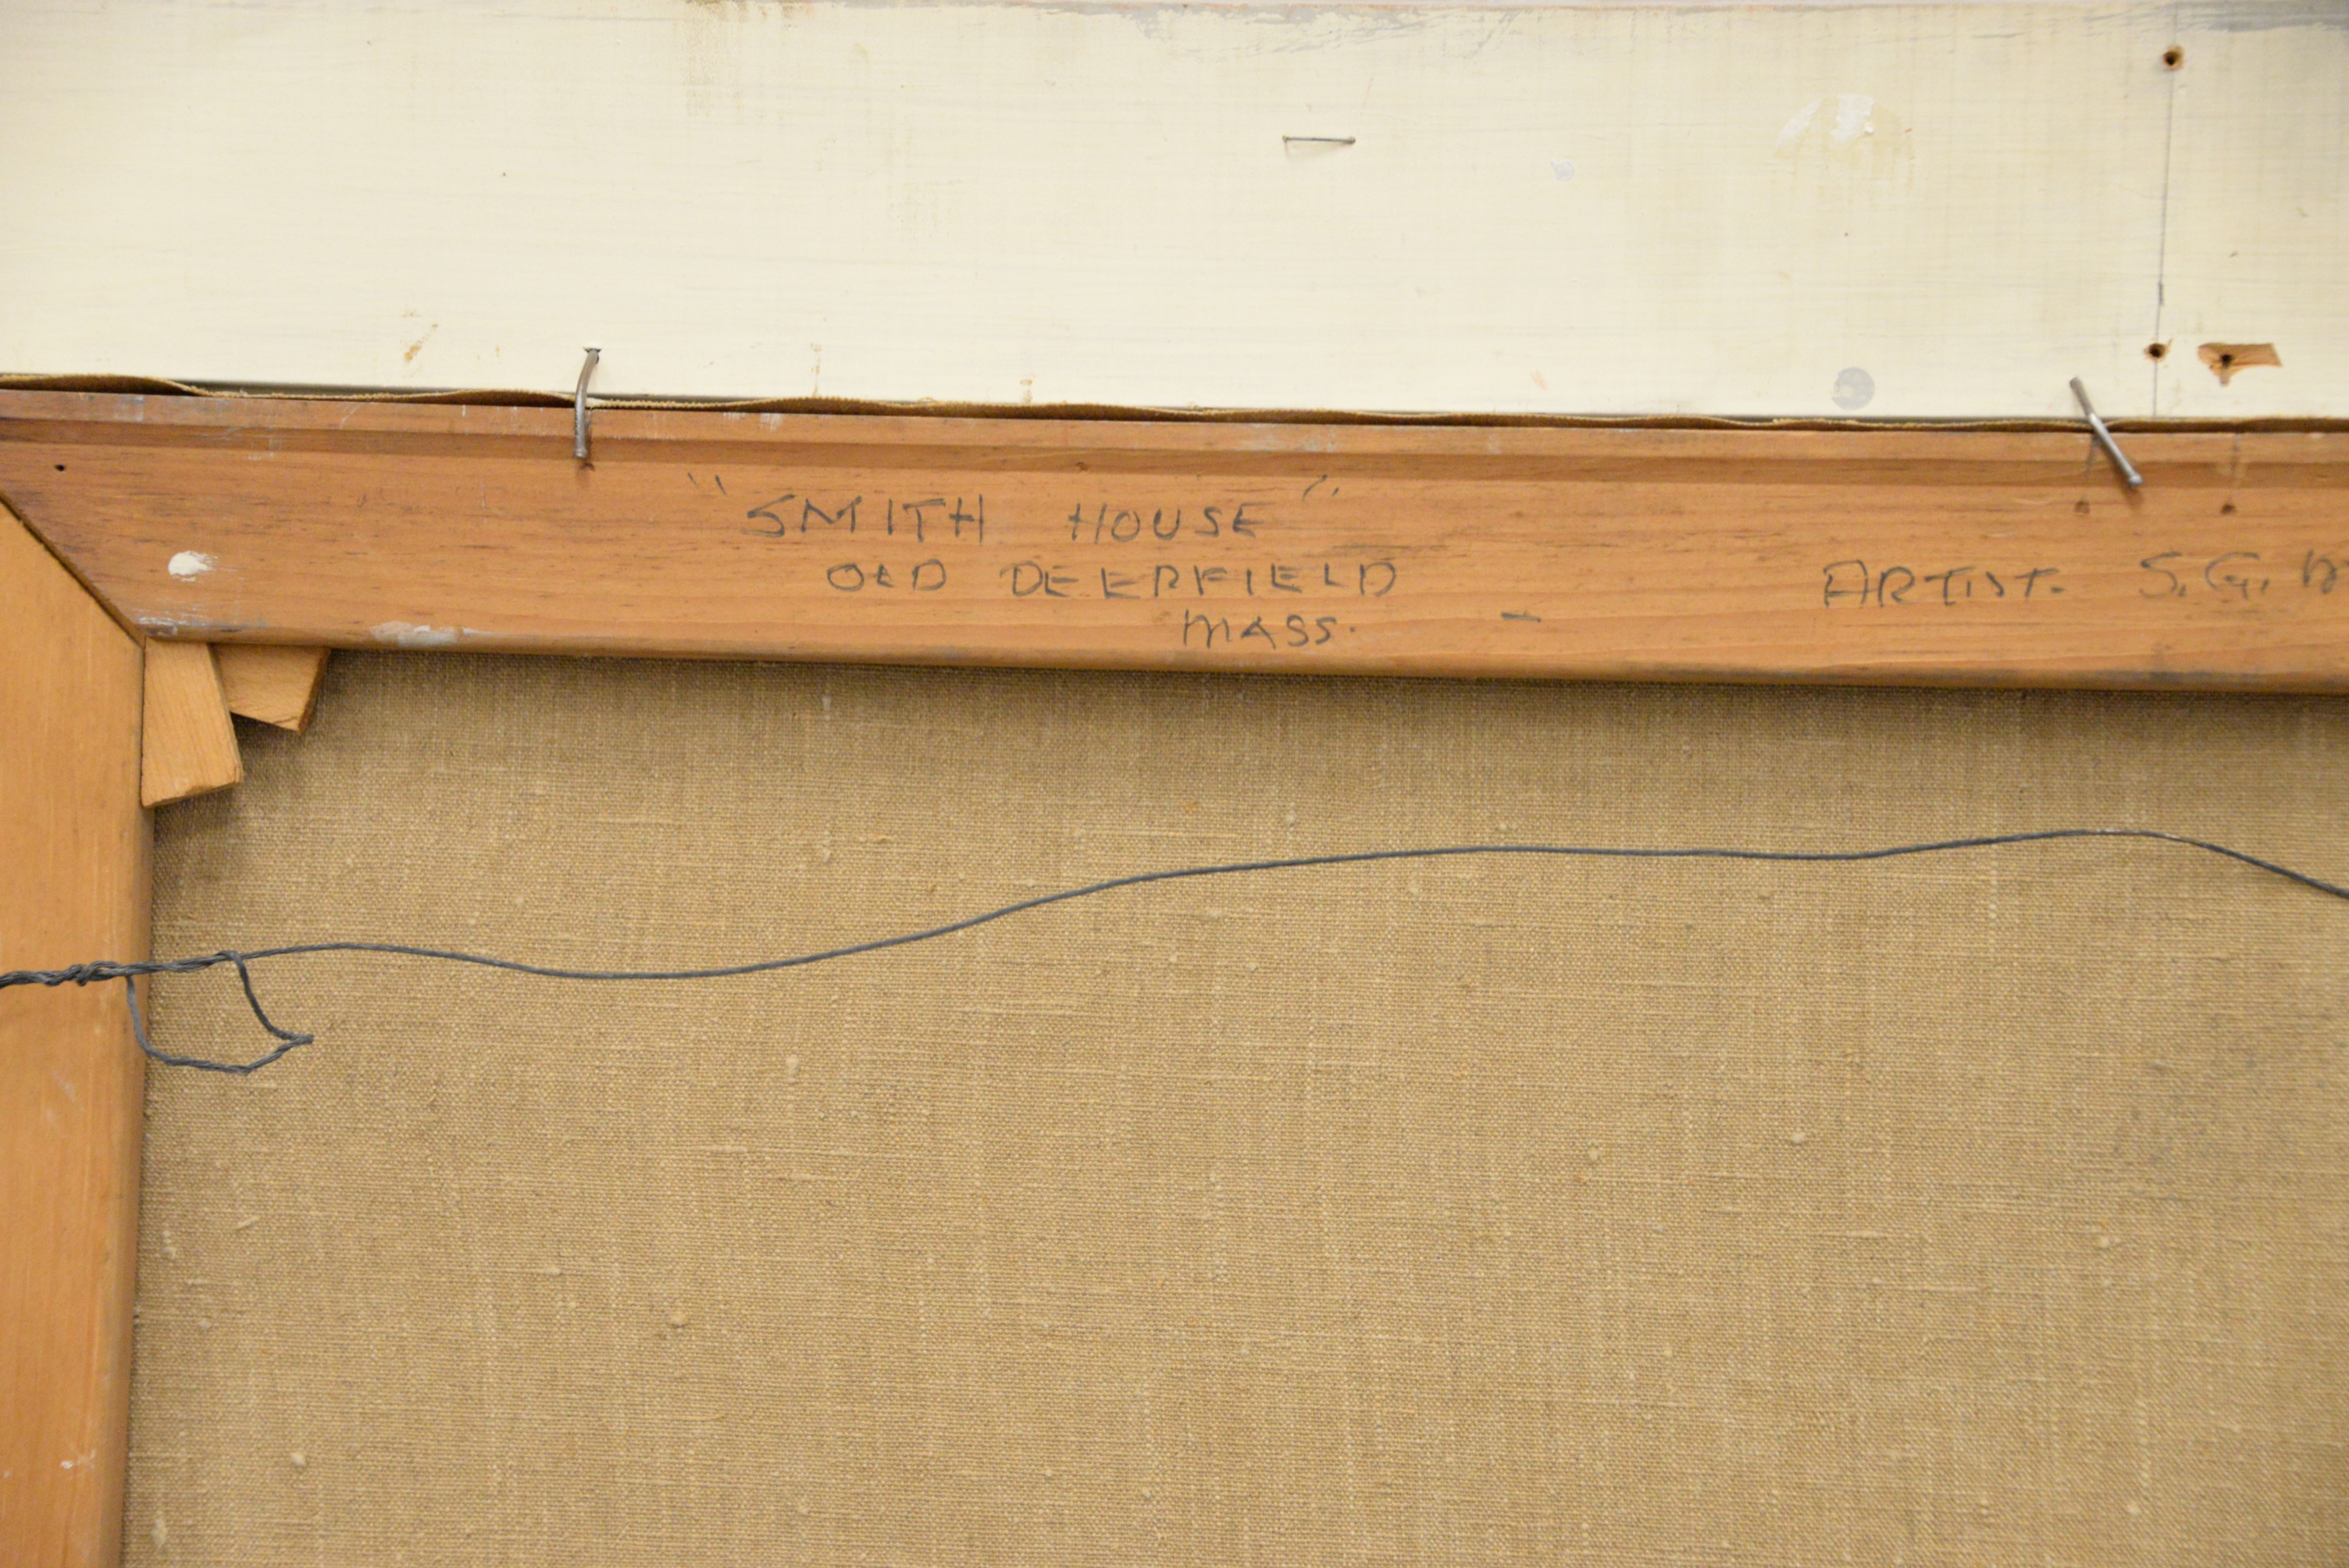 "SMITH HOUSE"
OLD DEERFIELD
MASS. -
ARTIST. S.G.